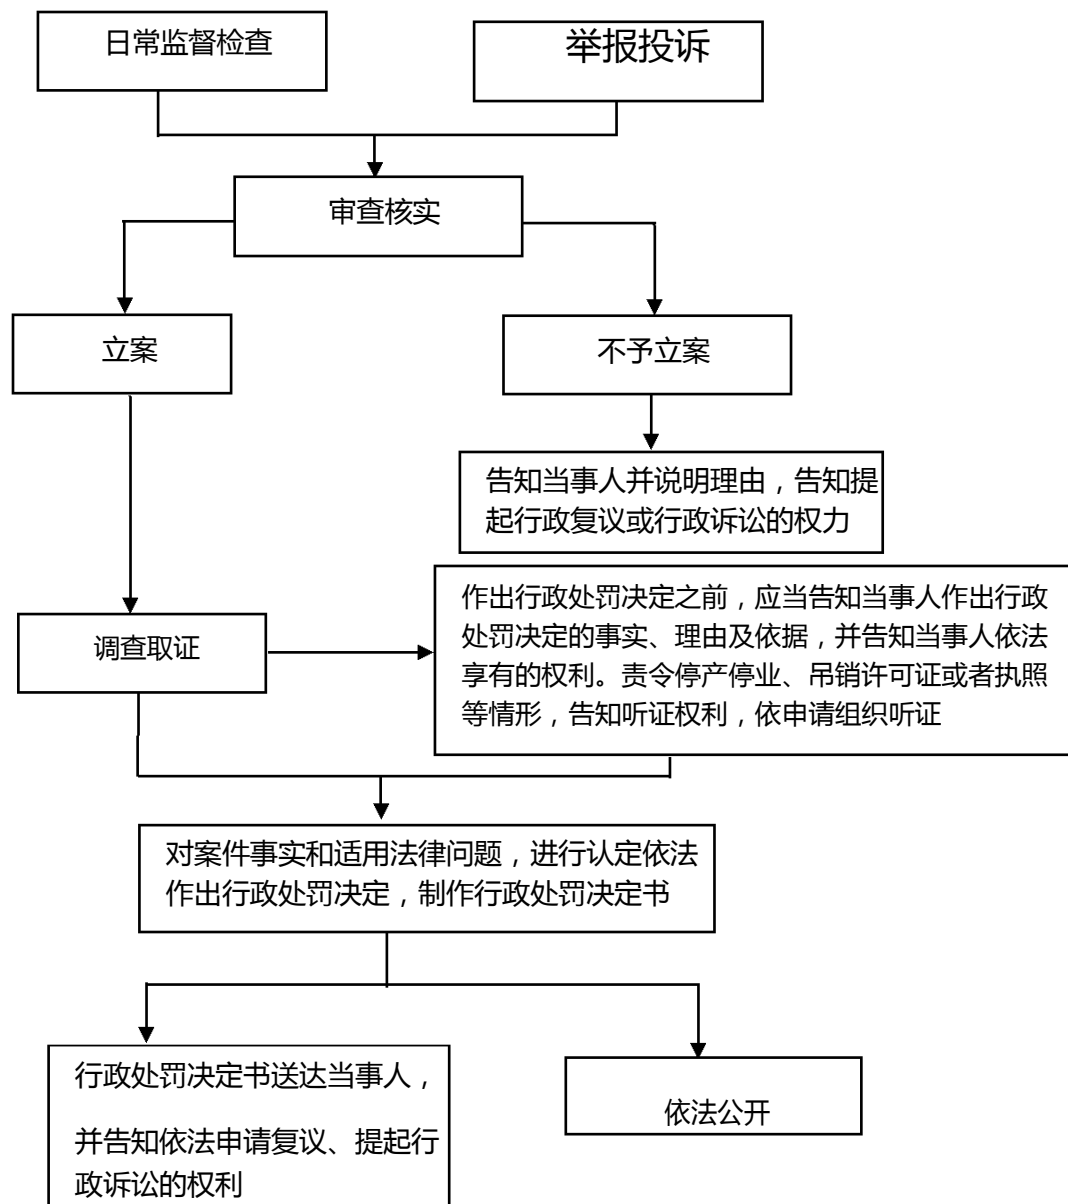 日常监督检查
举报投诉
审查核实
立案
不予立案
告知当事人并说明理由，告知提
起行政复议或行政诉讼的权力
作出行政处罚决定之前，应当告知当事人作出行政
处罚决定的事实、理由及依据，并告知当事人依法
享有的权利。责令停产停业、吊销许可证或者执照
等情形，告知听证权利，依申请组织听证
调查取证
对案件事实和适用法律问题，进行认定依法
作出行政处罚决定，制作行政处罚决定书
行政处罚决定书送达当事人，
并告知依法申请复议、提起行
政诉讼的权利
依法公开